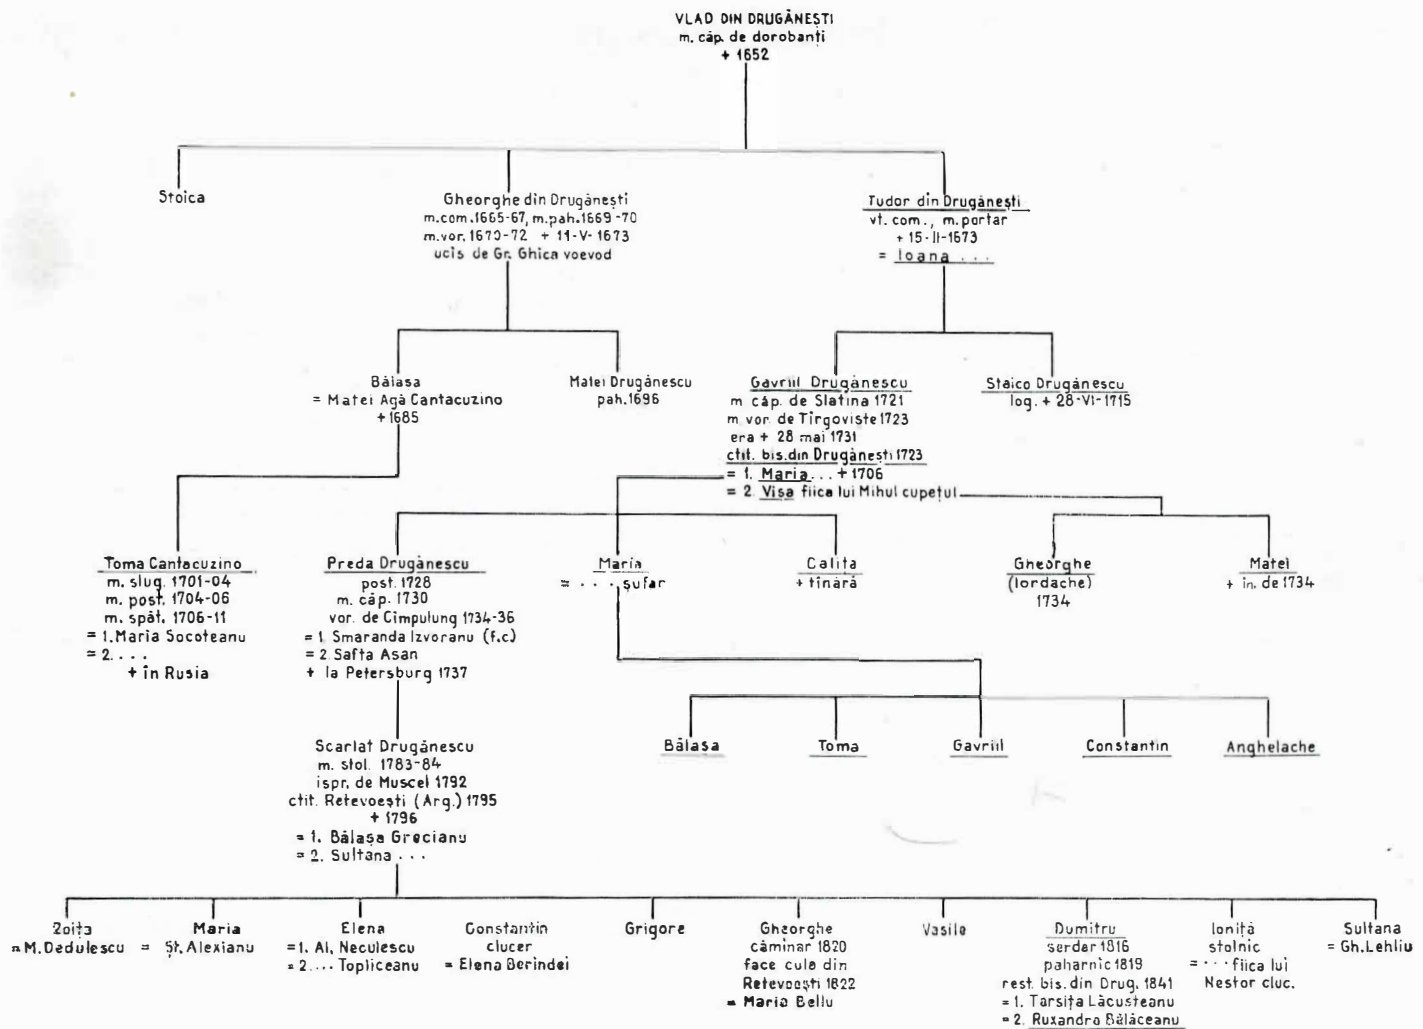 VLAD DIN DRUGĂNEȘTI
m. căp. de dorobanți
+ 1652
Stoica
Gheorghe din Drugănești
m.com.1665-67, m.pah.1669-70
m.vor. 1670-72 + 11-V-1673
ucis de Gr. Ghica voevod
Tudor din Drugănești
vt. com., m. portar
+ 15-II-1673
= Ioana . . .
Bălașa
= Matei Agă Cantacuzino
+ 1685
Matei Drugănescu
pah. 1696
Gavriil Drugănescu
m căp. de Slatina 1721
m vor. de Tîrgoviste 1723
era + 28 mai 1731
ctit. bis. din Drugănești 1723
= 1. Maria . . . + 1706
= 2. Visa fiica lui Mihul cupețul
Staico Drugănescu
log. + 28-VI-1715
Toma Cantacuzino
m. slug. 1701-04
m. post. 1704-06
m. spăt. 1706-11
= 1. Maria Socoteanu
= 2. . . .
+ în Rusia
Preda Drugănescu
post. 1728
m. căp. 1730
vor. de Cîmpulung 1734-36
= 1 Smaranda Izvoranu (f.c.)
= 2 Safta Asan
+ la Petersburg 1737
Maria
= . . . șufar
Calița
+ tînără
Gheorghe
(Iordache)
1734
Matei
+ în. de 1734
Scarlat Drugănescu
m. stol. 1783-84
ispr. de Muscel 1792
ctit. Retevoești (Arg.) 1795
+ 1796
= 1. Bălașa Grecianu
= 2. Sultana . . .
Bălașa
Toma
Gavriil
Constantin
Anghelache
Zoița
= M. Dedulescu
Maria
= Șt. Alexianu
Elena
= 1. Al. Neculescu
= 2. ... Topliceanu
Constantin
clucer
= Elena Berindei
Grigore
Gheorghe
căminar 1820
face cula din
Retevoești 1822
= Maria Bellu
Vasile
Dumitru
serdar 1816
paharnic 1819
rest. bis. din Drug. 1841
= 1. Tarsița Lăcusteanu
= 2. Ruxandra Bălăceanu
Ioniță
stolnic
= . . . fiica lui
Nestor cluc.
Sultana
= Gh. Lehliu